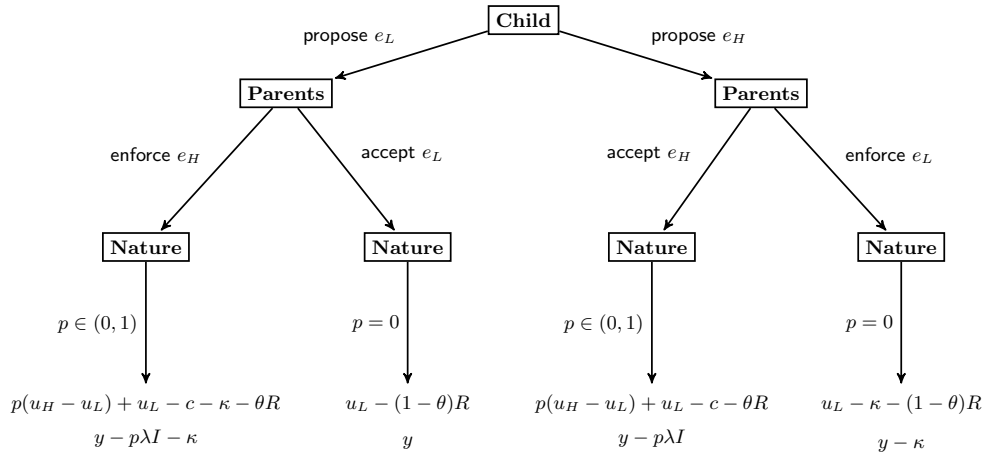 Child
propose e_L
propose e_H
Parents
Parents
enforce e_H
accept e_L
accept e_H
enforce e_L
Nature
Nature
Nature
Nature
p ∈ (0, 1)
p = 0
p ∈ (0, 1)
p = 0
p(u_H − u_L) + u_L − c − κ − θR
u_L − (1 − θ)R
p(u_H − u_L) + u_L − c − θR
u_L − κ − (1 − θ)R
y − pλI − κ
y
y − pλI
y − κ